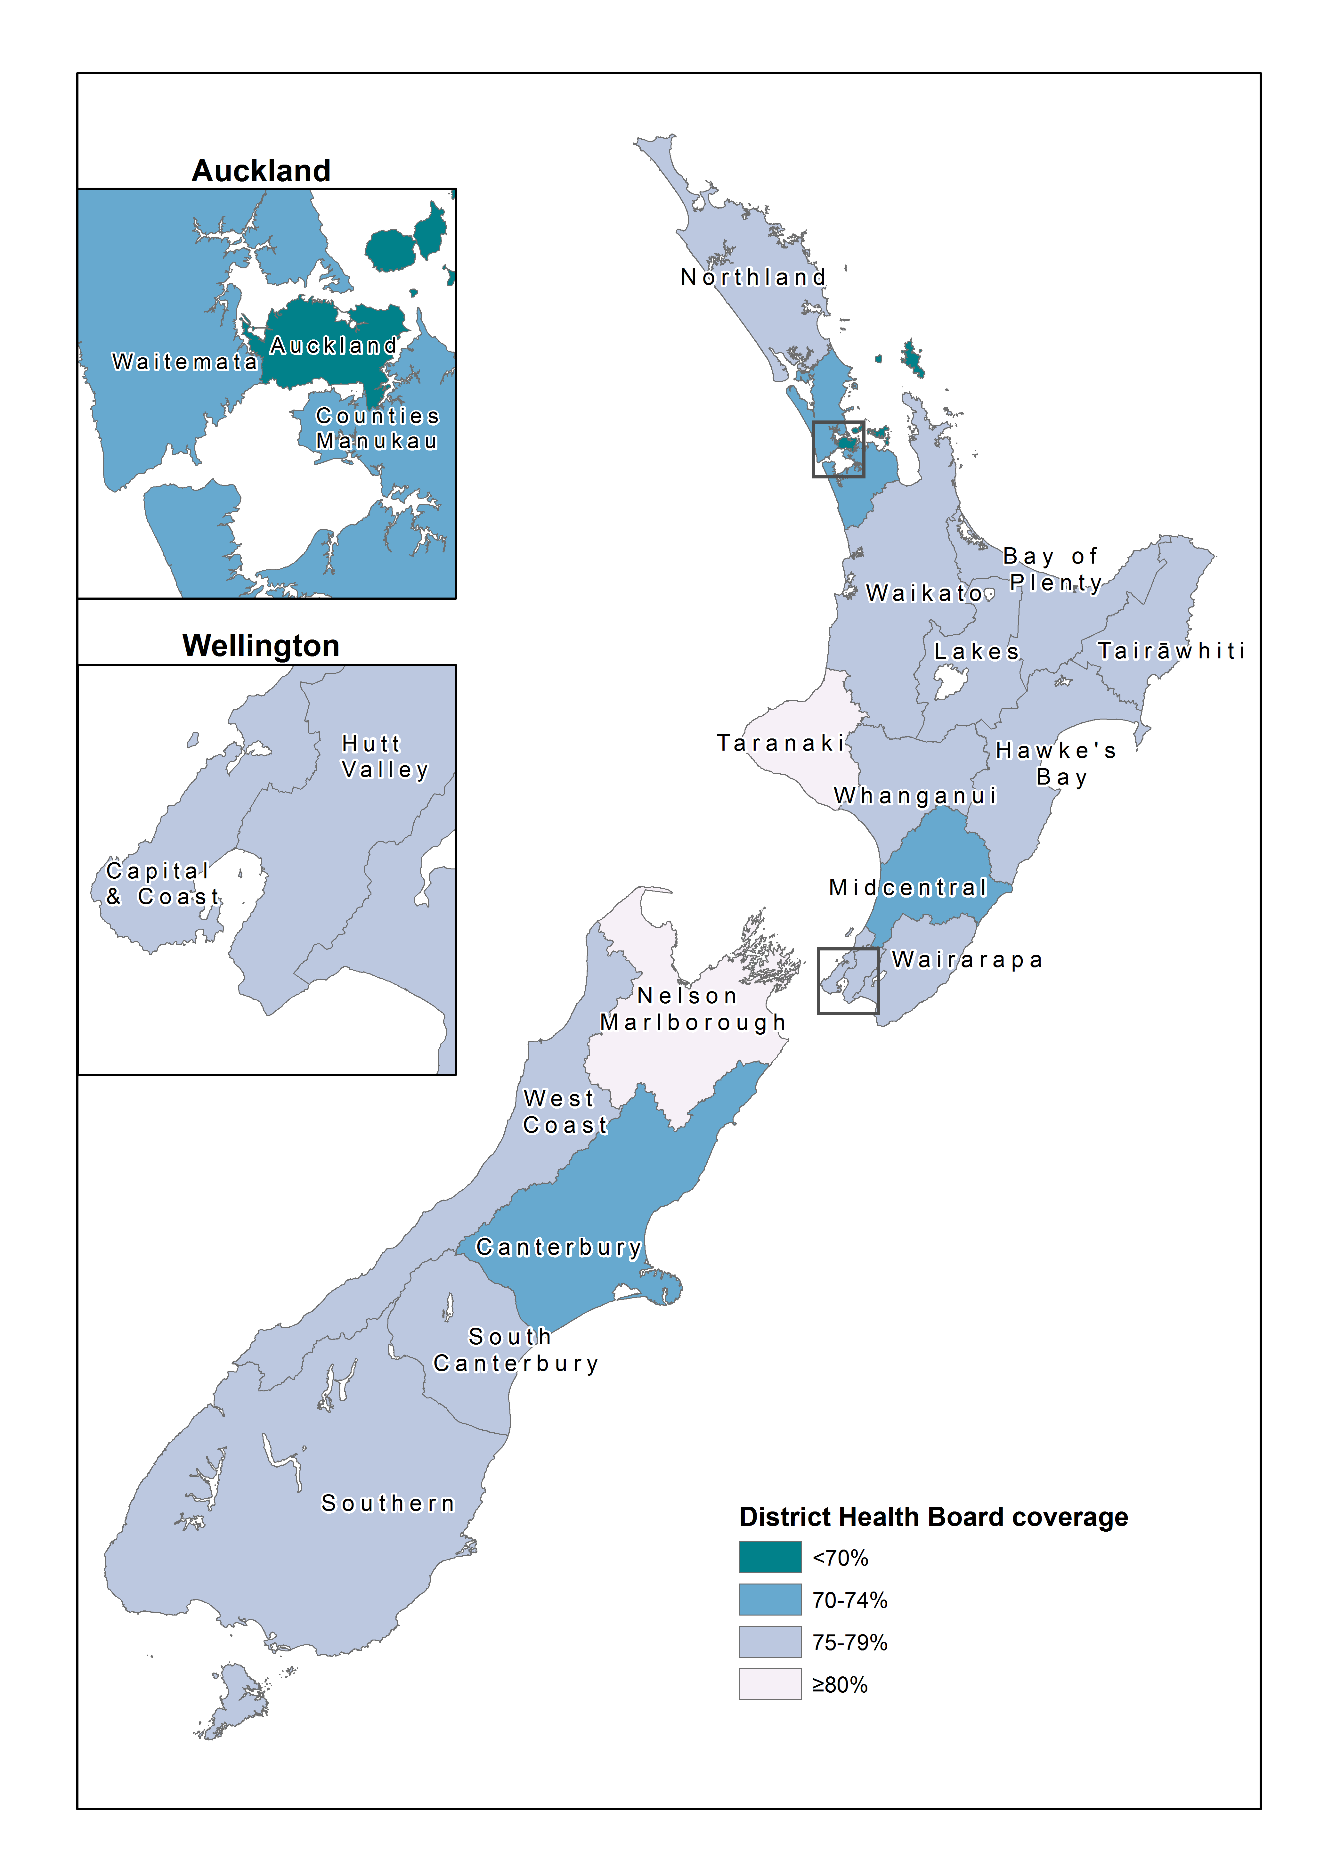 Auckland
Waitemata
Auckland
Counties
Manukau
Wellington
Hutt
Valley
Capital
& Coast
Northland
Bay of
Plenty
Waikato
Lakes
Tairāwhiti
Taranaki
Hawke's
Bay
Whanganui
Midcentral
Wairarapa
Nelson
Marlborough
West
Coast
Canterbury
South
Canterbury
Southern
District Health Board coverage
<70%
70-74%
75-79%
≥80%